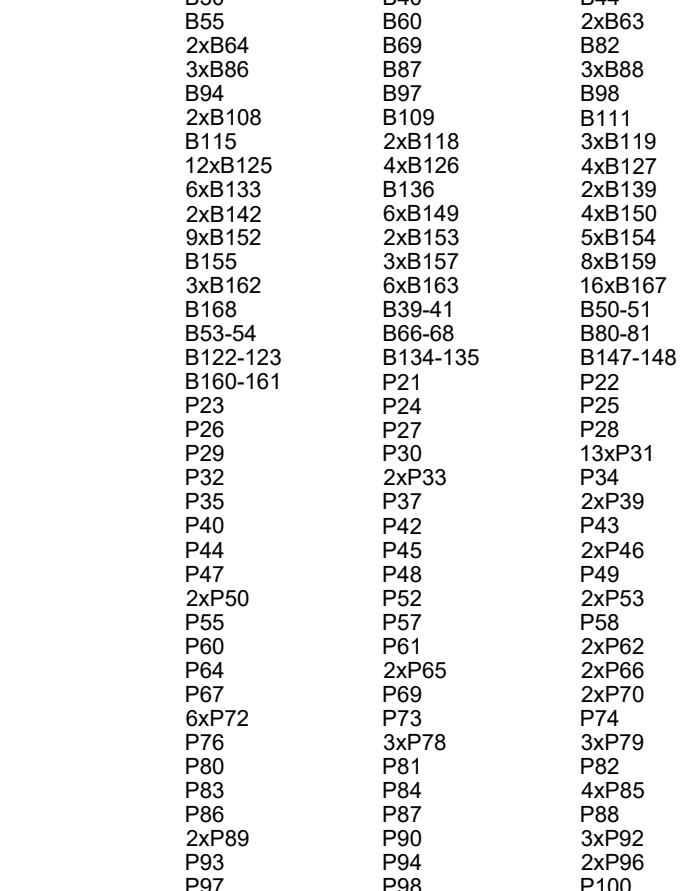 B55 B60 2xB63
2xB64 B69 B82
3xB86 B87 3xB88
B94 B97 B98
2xB108 B109 B111
B115 2xB118 3xB119
12xB125 4xB126 4xB127
6xB133 B136 2xB139
2xB142 6xB149 4xB150
9xB152 2xB153 5xB154
B155 3xB157 8xB159
3xB162 6xB163 16xB167
B168 B39-41 B50-51
B53-54 B66-68 B80-81
B122-123 B134-135 B147-148
B160-161 P21 P22
P23 P24 P25
P26 P27 P28
P29 P30 13xP31
P32 2xP33 P34
P35 P37 2xP39
P40 P42 P43
P44 P45 2xP46
P47 P48 P49
2xP50 P52 2xP53
P55 P57 P58
P60 P61 2xP62
P64 2xP65 2xP66
P67 P69 2xP70
6xP72 P73 P74
P76 3xP78 3xP79
P80 P81 P82
P83 P84 4xP85
P86 P87 P88
2xP89 P90 3xP92
P93 P94 2xP96
P97 P98 P100